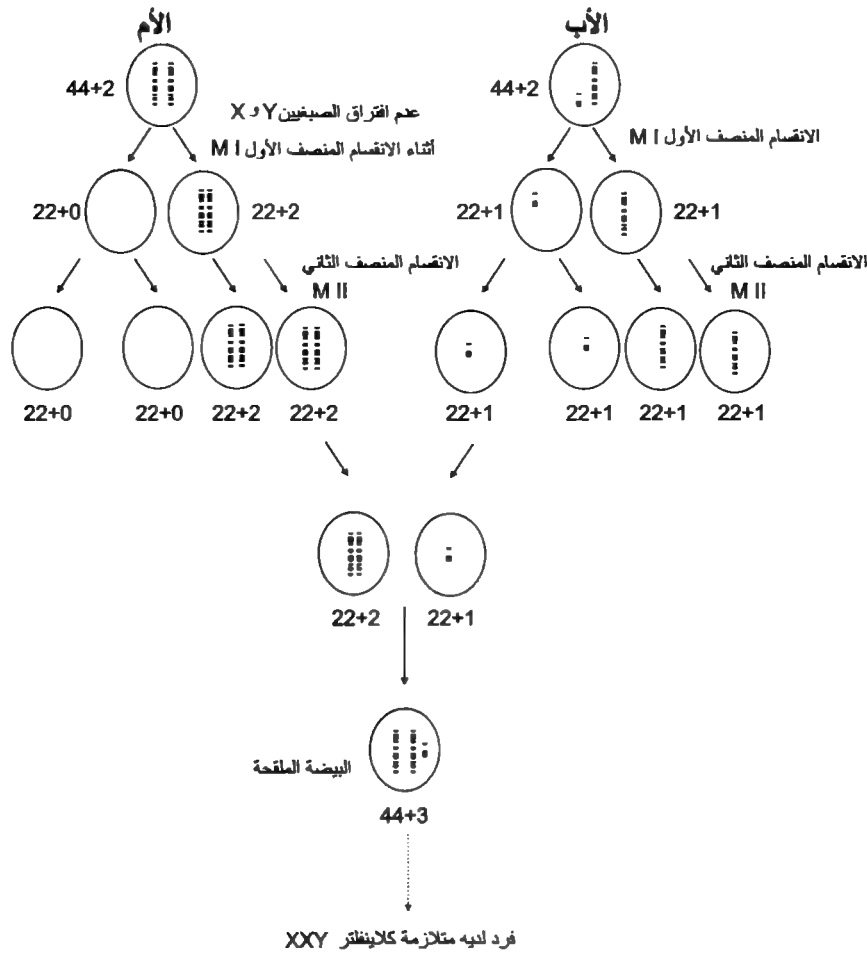 الأم
الأب
44+2
44+2
عدم افتراق الصبغيين Y و X
أثناء الانقسام المنصف الأول M I
الانقسام المنصف الأول M I
22+0
22+2
22+1
22+1
الانقسام المنصف الثاني
M II
الانقسام المنصف الثاني
M II
22+0
22+0
22+2
22+2
22+1
22+1
22+1
22+1
22+2
22+1
البيضة الملقحة
44+3
فرد لديه متلازمة كلاينفلتر XXY